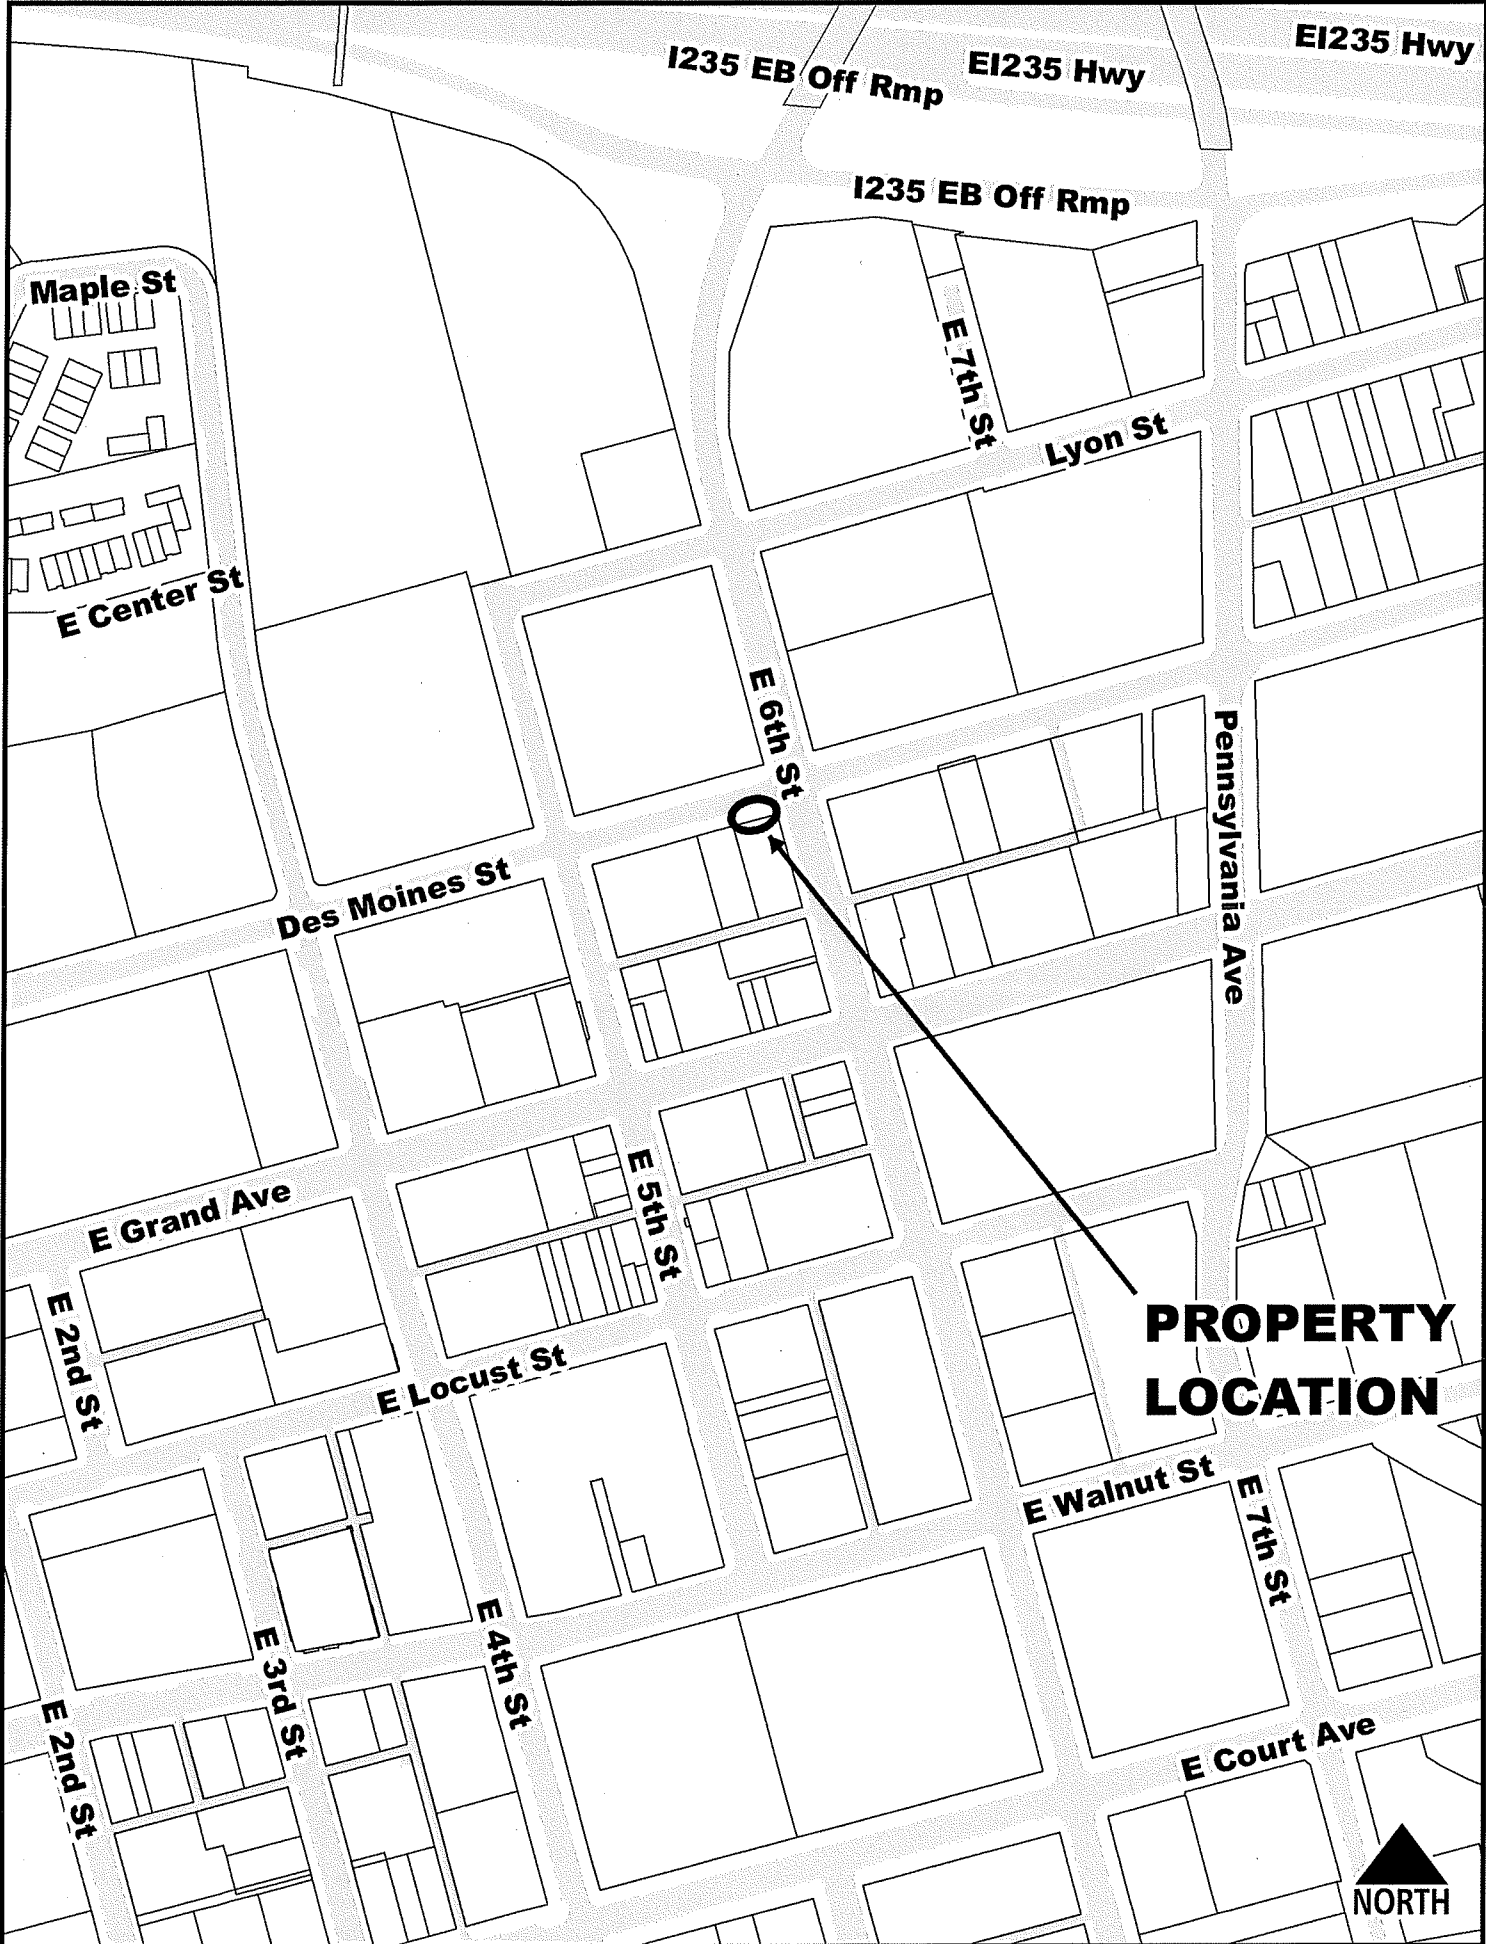 EI235 Hwy
I235 EB Off Rmp
EI235 Hwy
I235 EB Off Rmp
Maple St
E 7th St
Lyon St
E Center St
E 6th St
Pennsylvania Ave
Des Moines St
E Grand Ave
E 5th St
E 2nd St
PROPERTY
LOCATION
E Locust St
E Walnut St
E 7th St
E 4th St
E 3rd St
E 2nd St
E Court Ave
NORTH